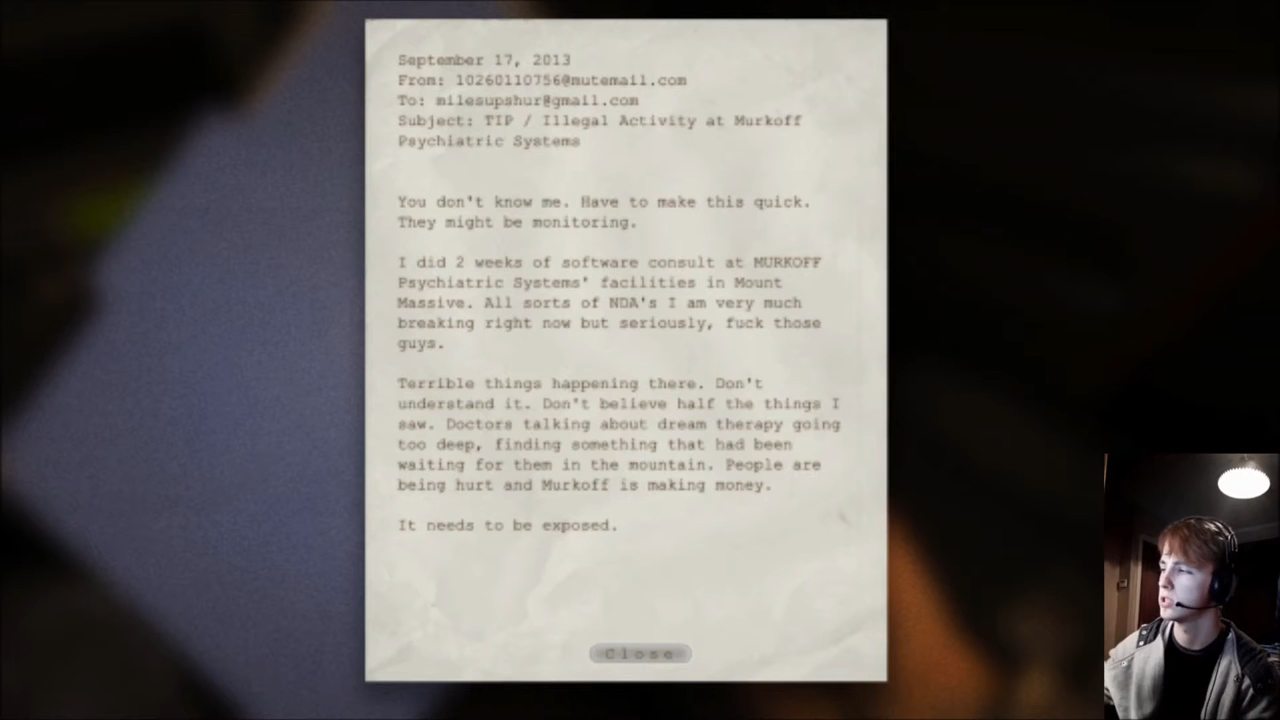 September 17, 2013
From: 10260110756@mutemail.com
To: milesupshur@gmail.com
Subject: TIP / Illegal Activity at Murkoff
Psychiatric Systems
You don't know me. Have to make this quick.
They might be monitoring.
I did 2 weeks of software consult at MURKOFF
Psychiatric Systems' facilities in Mount
Massive. All sorts of NDA's I am very much
breaking right now but seriously, fuck those
guys.
Terrible things happening there. Don't
understand it. Don't believe half the things I
saw. Doctors talking about dream therapy going
too deep, finding something that had been
waiting for them in the mountain. People are
being hurt and Murkoff is making money.
It needs to be exposed.
Close